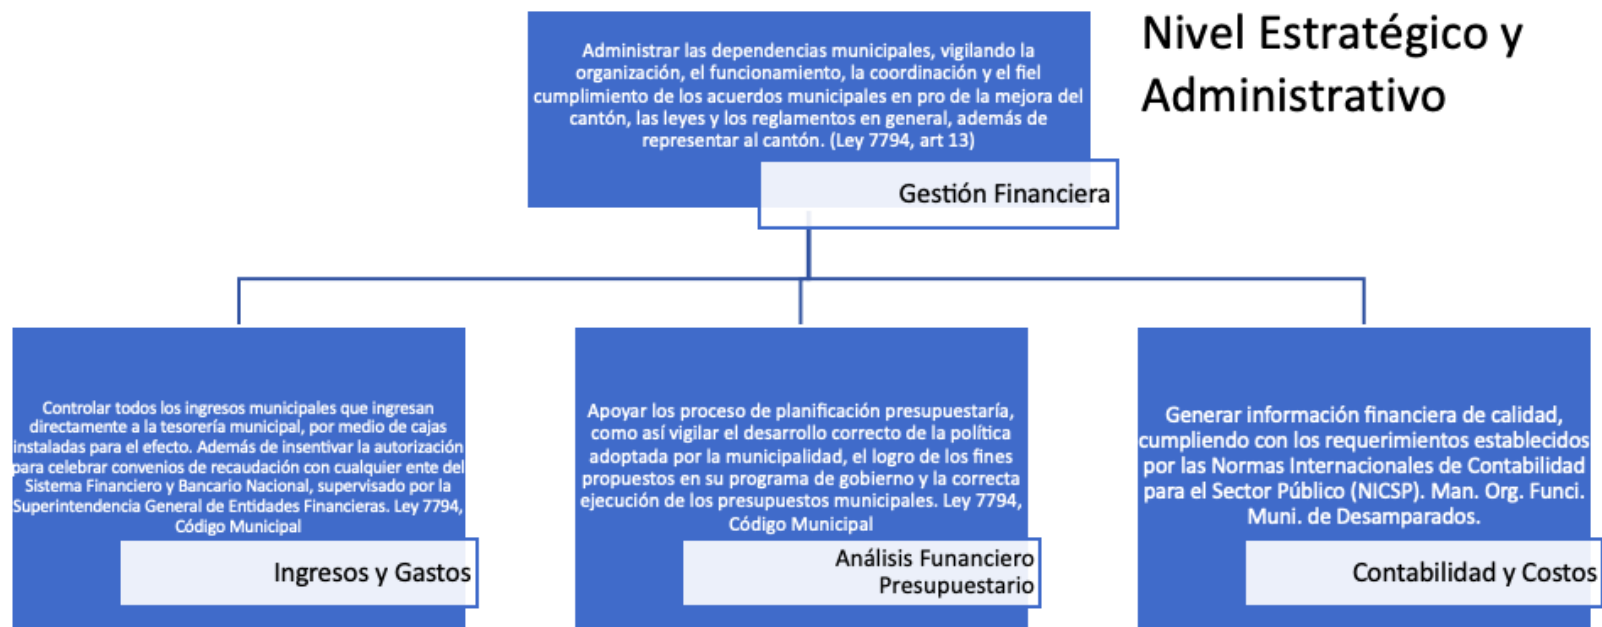 Nivel Estratégico y
Administrativo
Administrar las dependencias municipales, vigilando la
organización, el funcionamiento, la coordinación y el fiel
cumplimiento de los acuerdos municipales en pro de la mejora del
cantón, las leyes y los reglamentos en general, además de
representar al cantón. (Ley 7794, art 13)
Gestión Financiera
Controlar todos los ingresos municipales que ingresan
directamente a la tesorería municipal, por medio de cajas
instaladas para el efecto. Además de insentivar la autorización
para celebrar convenios de recaudación con cualquier ente del
Sistema Financiero y Bancario Nacional, supervisado por la
Superintendencia General de Entidades Financieras. Ley 7794,
Código Municipal
Ingresos y Gastos
Apoyar los proceso de planificación presupuestaría,
como así vigilar el desarrollo correcto de la política
adoptada por la municipalidad, el logro de los fines
propuestos en su programa de gobierno y la correcta
ejecución de los presupuestos municipales. Ley 7794,
Código Municipal
Análisis Funanciero
Presupuestario
Generar información financiera de calidad,
cumpliendo con los requerimientos establecidos
por las Normas Internacionales de Contabilidad
para el Sector Público (NICSP). Man. Org. Funci.
Muni. de Desamparados.
Contabilidad y Costos